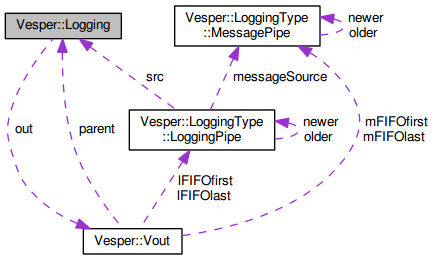 Vesper::Logging
Vesper::LoggingType
::MessagePipe
newer
older
src
messageSource
out
parent
Vesper::LoggingType
::LoggingPipe
newer
older
mFIFOfirst
mFIFOlast
lFIFOfirst
lFIFOlast
Vesper::Vout